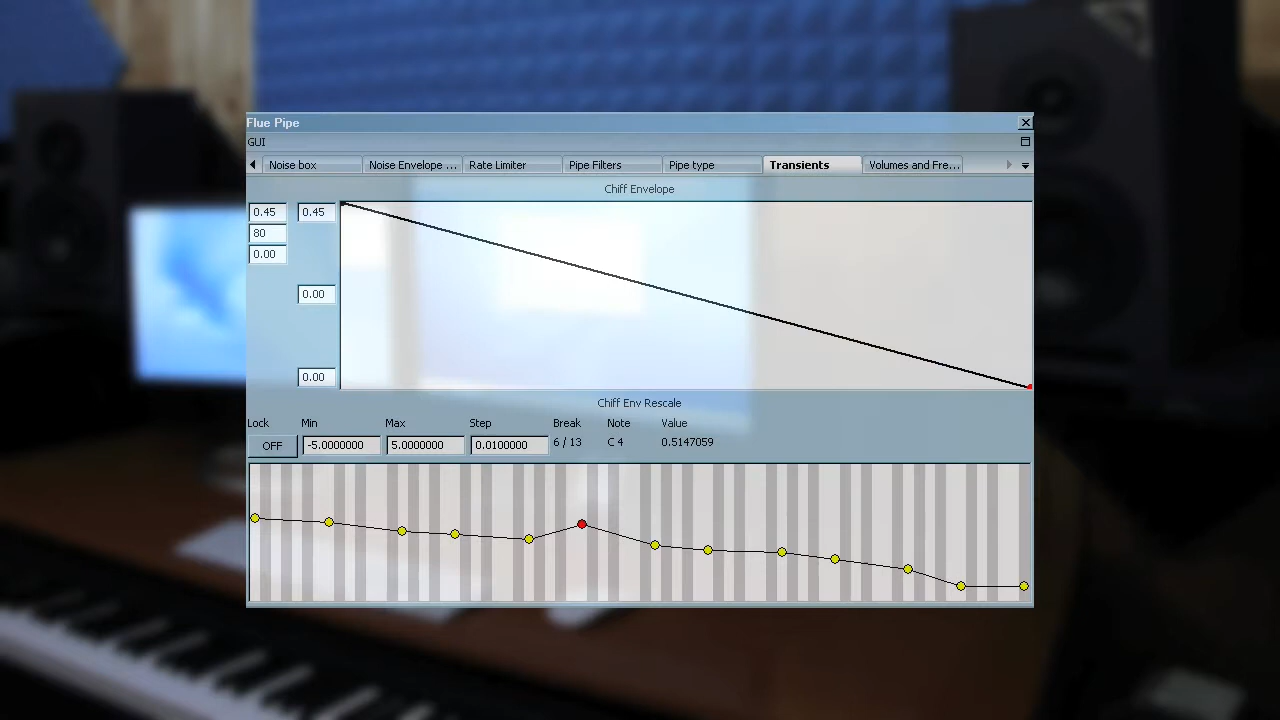 Flue Pipe
GUI
Noise box Noise Envelope ... Rate Limiter Pipe Filters Pipe type Transients Volumes and Fre...
Chiff Envelope
0.45 0.45
80
0.00
0.00
0.00
Chiff Env Rescale
Lock Min Max Step Break Note Value
OFF -5.0000000 5.0000000 0.0100000 6 / 13 C 4 0.5147059